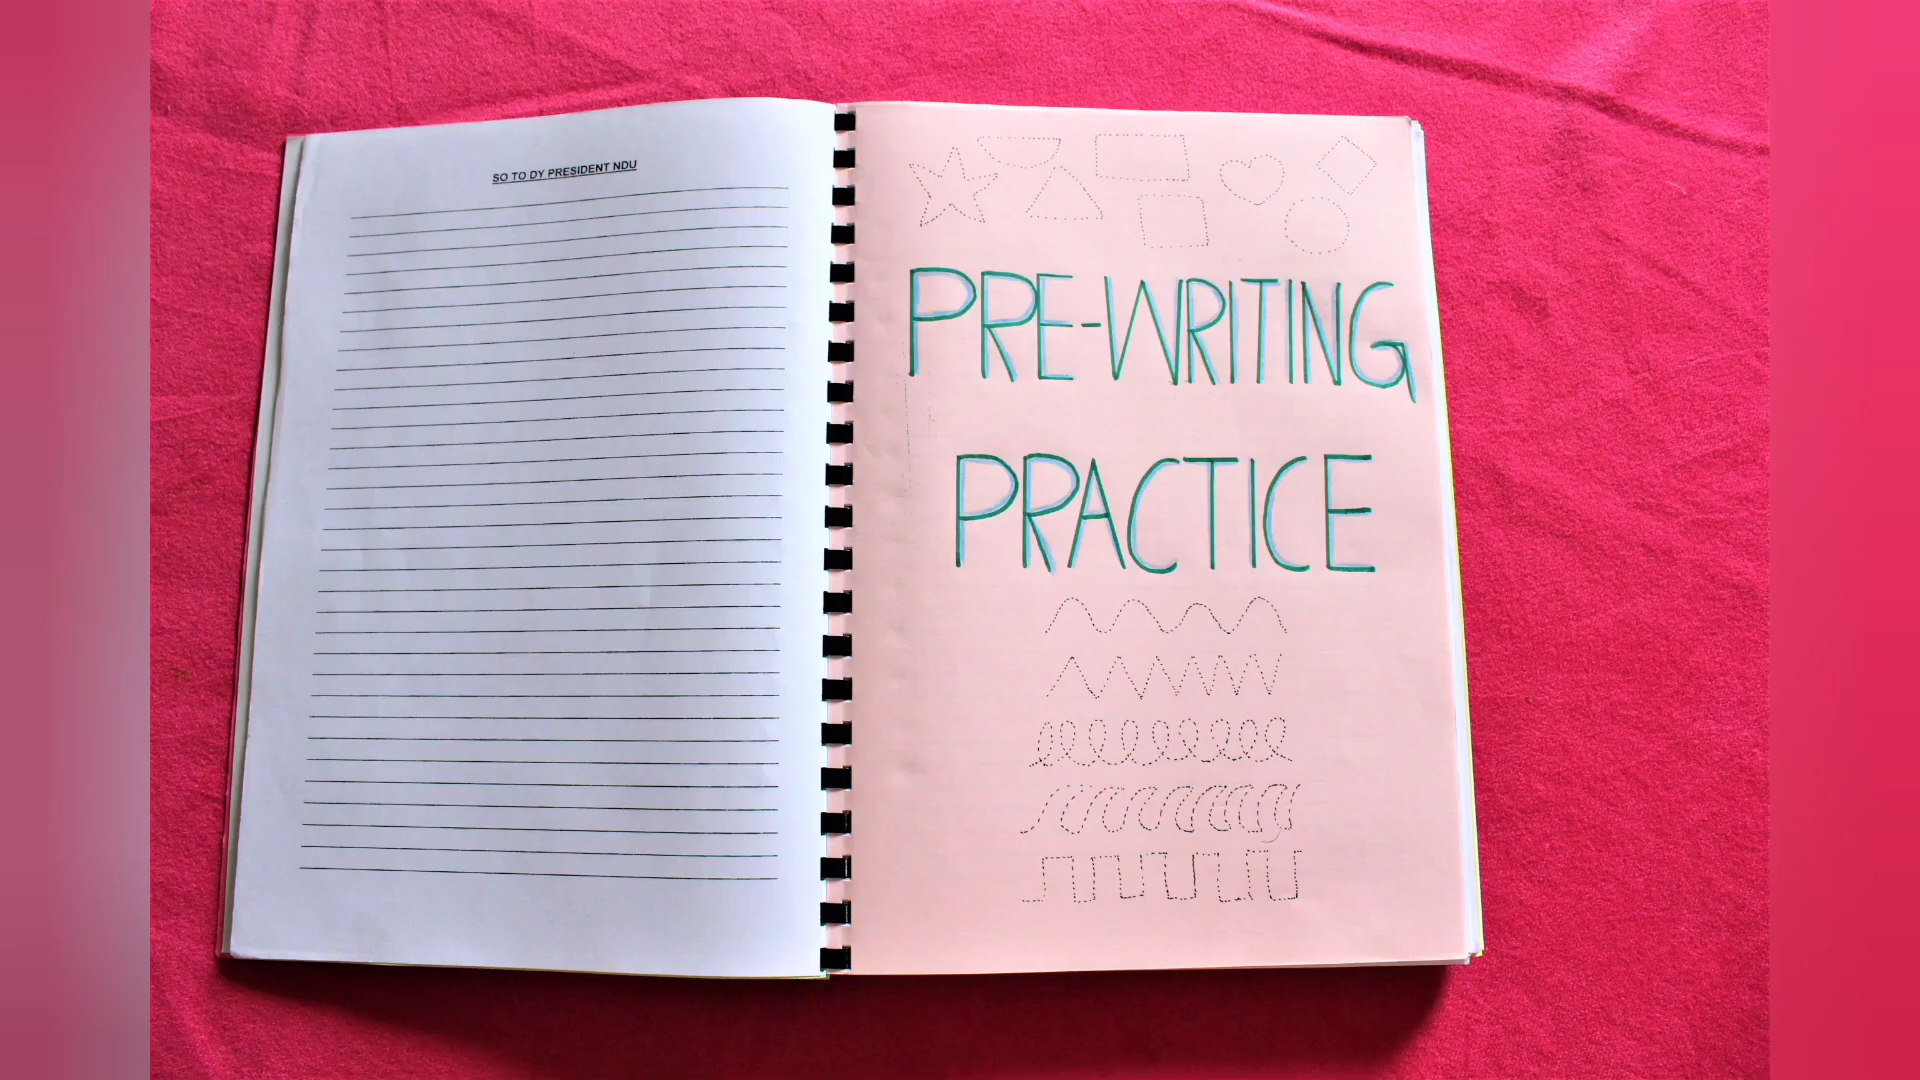 SO TO DY PRESIDENT NDU
PRE-WRITING
PRACTICE